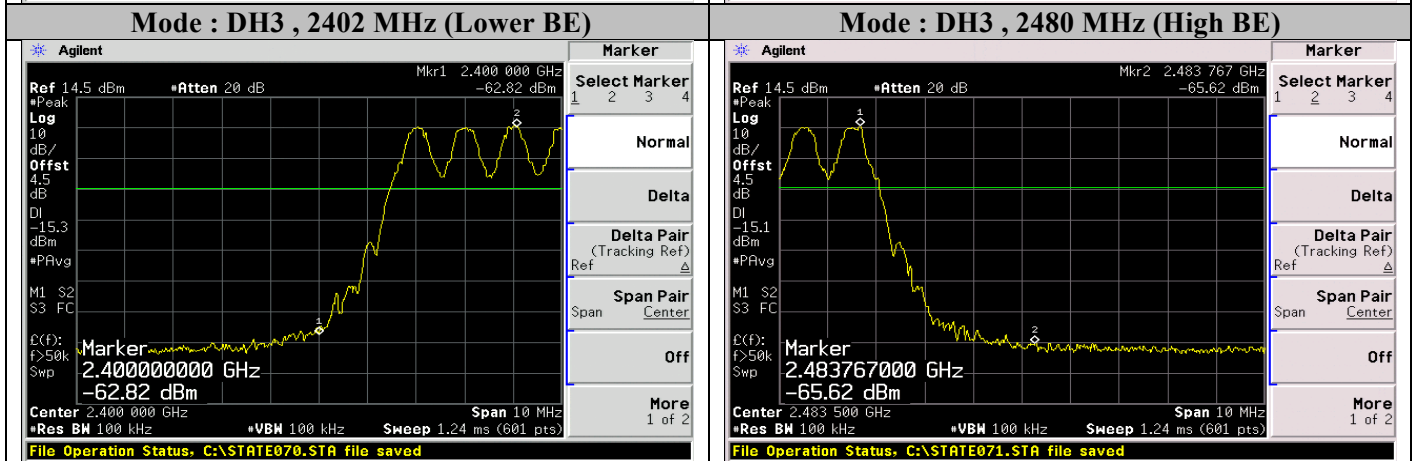 Mode : DH3 , 2402 MHz (Lower BE)
Agilent
Marker
Mkr1 2.400 000 GHz
Ref 14.5 dBm #Atten 20 dB -62.82 dBm
#Peak
Log
10
dB/
Offst
4.5
dB
DI
-15.3
dBm
#PAvg
M1 S2
S3 FC
£(f):
f>50k
Swp
1
2
Marker
2.400000000 GHz
-62.82 dBm
Center 2.400 000 GHz Span 10 MHz
#Res BW 100 kHz #VBW 100 kHz Sweep 1.24 ms (601 pts)
Select Marker
1 2 3 4
Normal
Delta
Delta Pair
(Tracking Ref)
Ref Δ
Span Pair
Span Center
Off
More
1 of 2
File Operation Status, C:\STATE070.STA file saved
Mode : DH3 , 2480 MHz (High BE)
Agilent
Marker
Mkr2 2.483 767 GHz
Ref 14.5 dBm #Atten 20 dB -65.62 dBm
#Peak
Log
10
dB/
Offst
4.5
dB
DI
-15.1
dBm
#PAvg
M1 S2
S3 FC
£(f):
f>50k
Swp
1
2
Marker
2.483767000 GHz
-65.62 dBm
Center 2.483 500 GHz Span 10 MHz
#Res BW 100 kHz #VBW 100 kHz Sweep 1.24 ms (601 pts)
Select Marker
1 2 3 4
Normal
Delta
Delta Pair
(Tracking Ref)
Ref Δ
Span Pair
Span Center
Off
More
1 of 2
File Operation Status, C:\STATE071.STA file saved